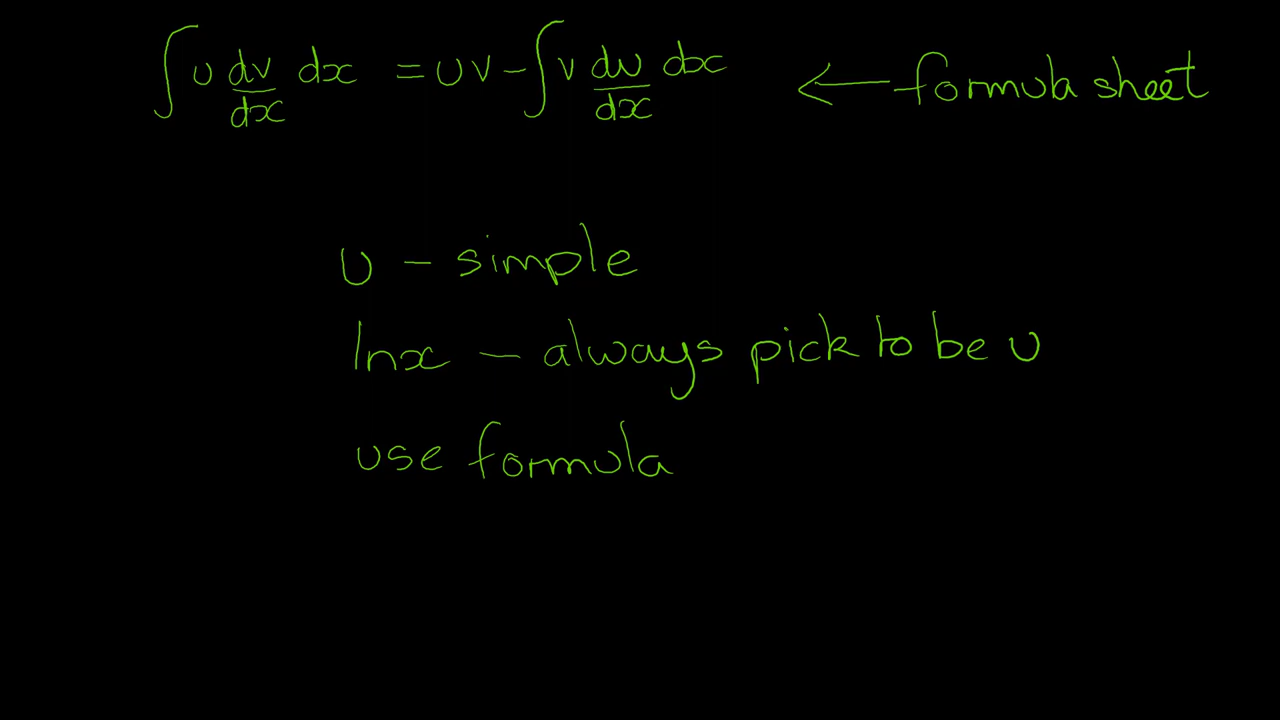 ∫ u dv/dx dx = uv - ∫ v du/dx dx ← formula sheet
u - simple
lnx - always pick to be u
use formula